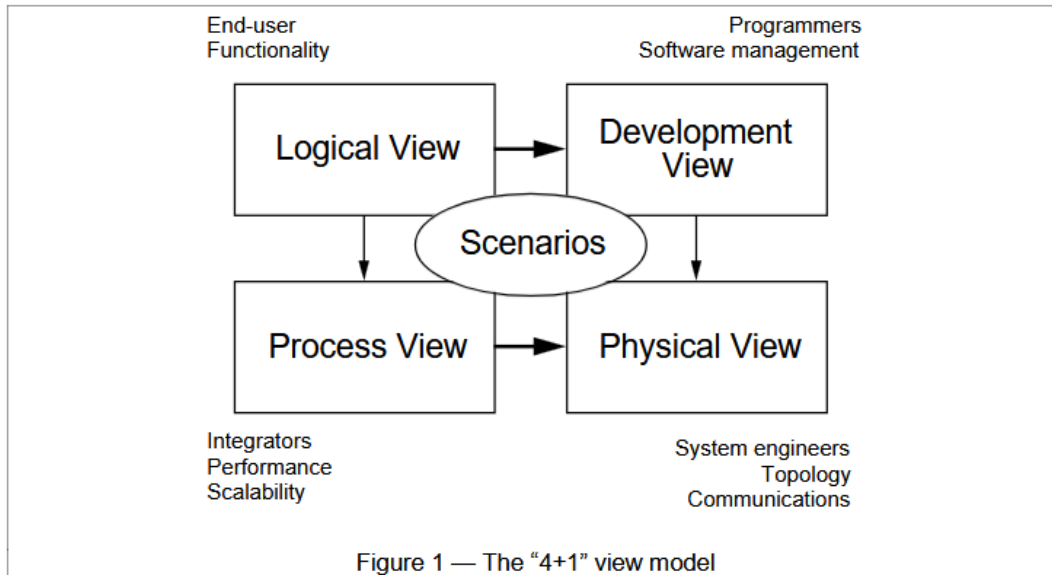 End-user
Functionality
Programmers
Software management
Logical View
Development
View
Scenarios
Process View
Physical View
Integrators
Performance
Scalability
System engineers
Topology
Communications
Figure 1 — The “4+1” view model